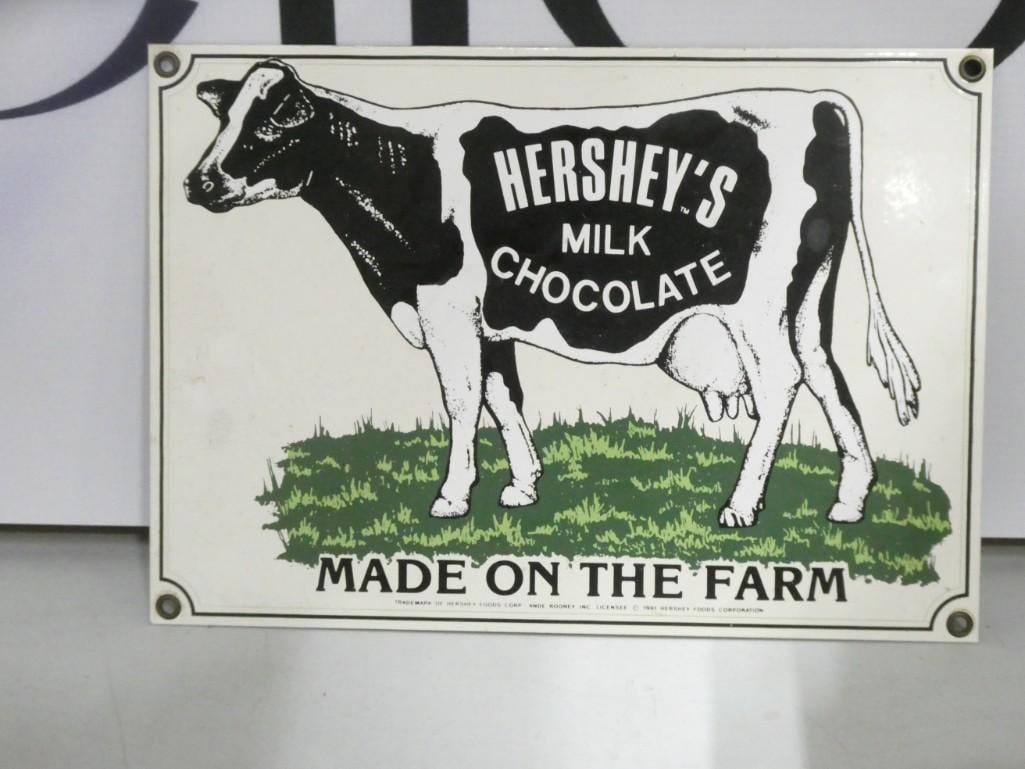 HERSHEY'S™
MILK
CHOCOLATE
MADE ON THE FARM
TRADEMARK OF HERSHEY FOODS CORP. ANDE ROONEY INC. LICENSEE © 1991 HERSHEY FOODS CORPORATION